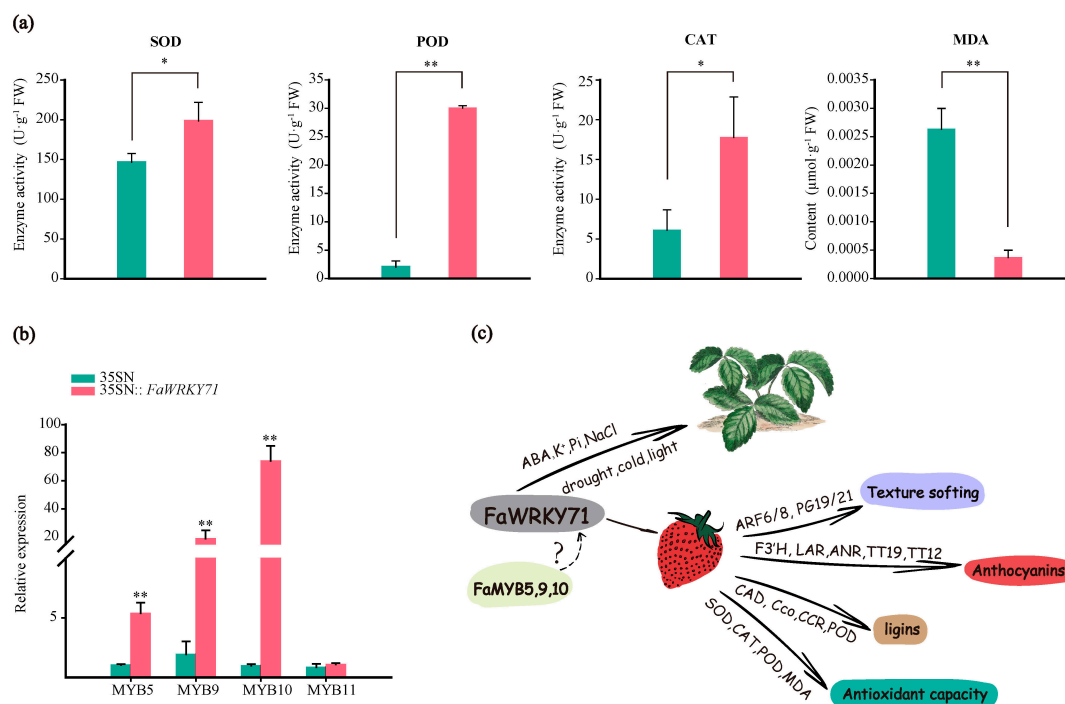 (a)
SOD
Enzyme activity (U·g⁻¹ FW)
250
200
150
100
50
0
*
POD
Enzyme activity (U·g⁻¹ FW)
35
30
25
20
15
10
5
0
**
CAT
Enzyme activity (U·g⁻¹ FW)
25
20
15
10
5
0
*
MDA
Content (μmol·g⁻¹ FW)
0.0035
0.0030
0.0025
0.0020
0.0015
0.0010
0.0005
0.0000
**
(b)
35SN
35SN:: FaWRKY71
Relative expression
100
80
60
40
20
5
**
**
**
MYB5 MYB9 MYB10 MYB11
(c)
ABA,K⁺,Pi,NaCl
drought,cold,light
FaWRKY71
?
FaMYB5,9,10
ARF6/8, PG19/21
Texture softing
F3'H, LAR,ANR,TT19,TT12
Anthocyanins
CAD, Cco,CCR,POD
ligins
SOD,CAT,POD,MDA
Antioxidant capacity